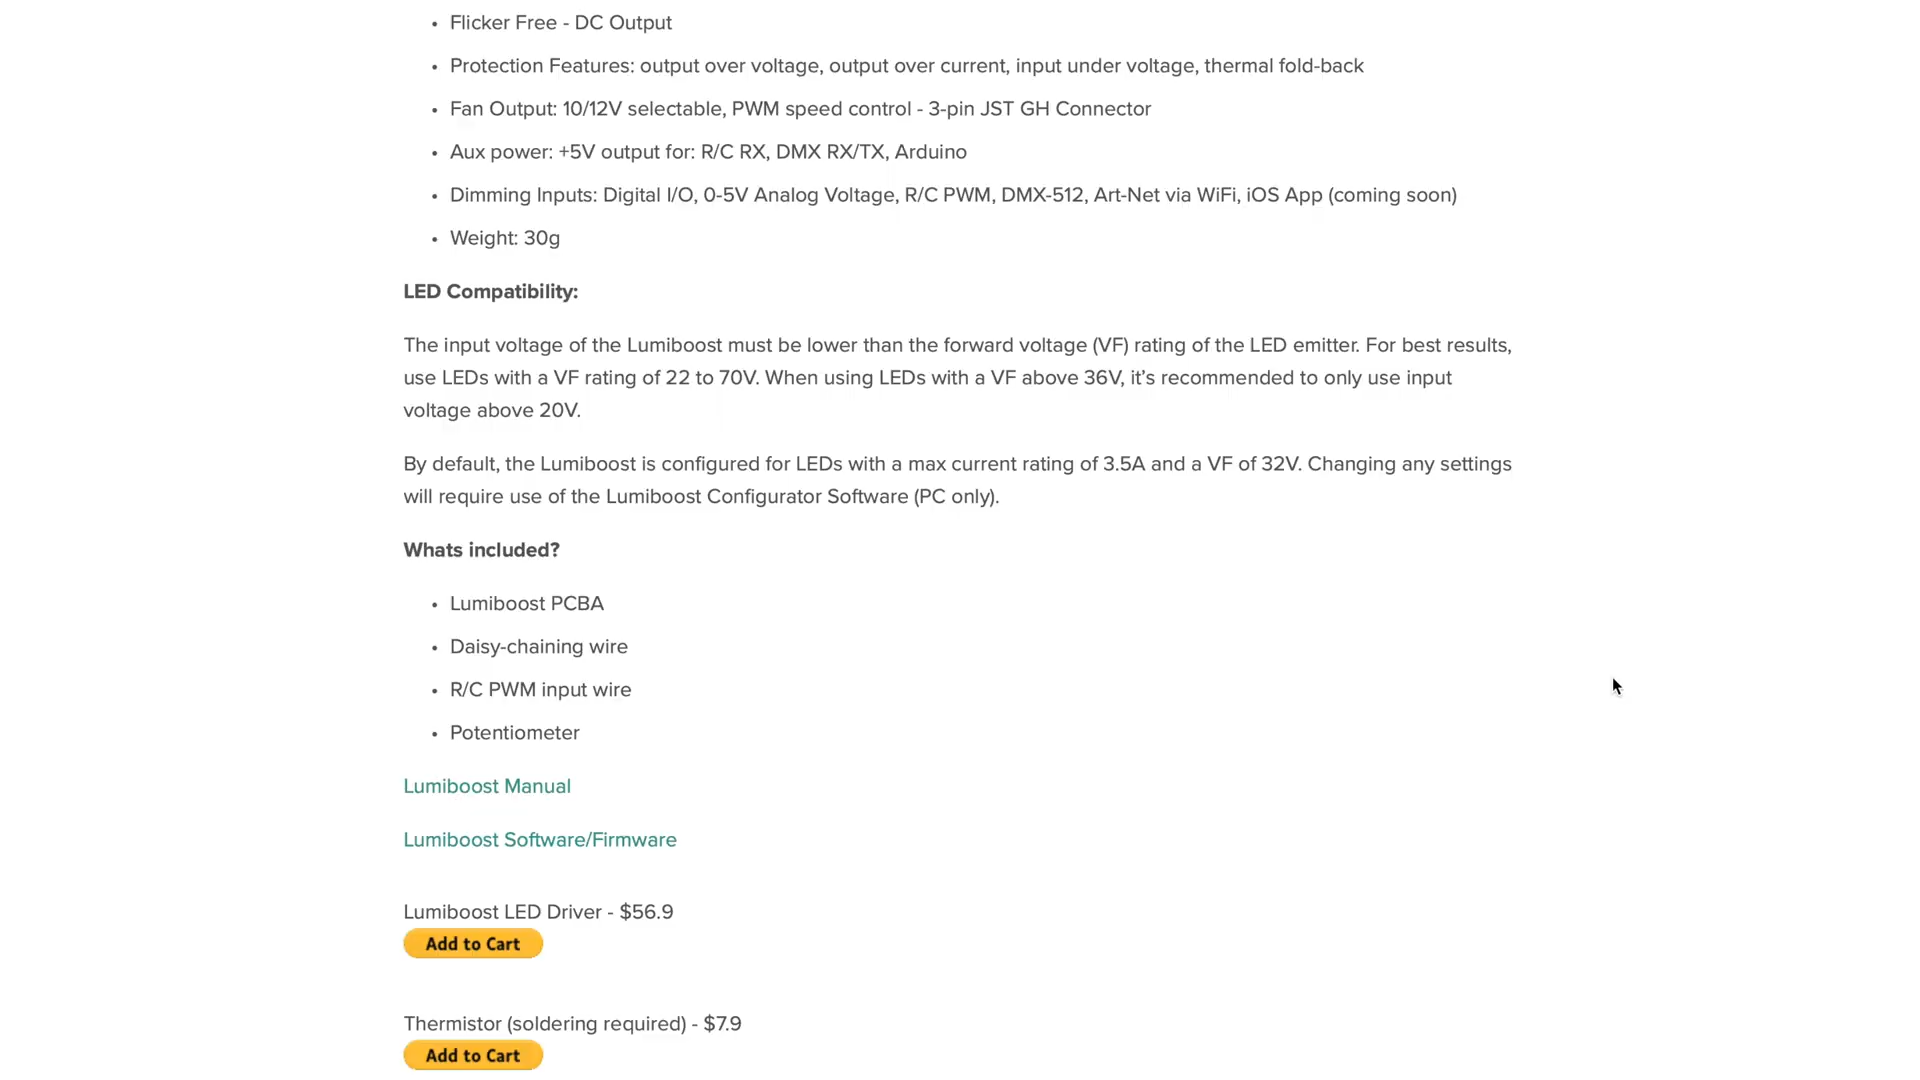 • Flicker Free - DC Output
• Protection Features: output over voltage, output over current, input under voltage, thermal fold-back
• Fan Output: 10/12V selectable, PWM speed control - 3-pin JST GH Connector
• Aux power: +5V output for: R/C RX, DMX RX/TX, Arduino
• Dimming Inputs: Digital I/O, 0-5V Analog Voltage, R/C PWM, DMX-512, Art-Net via WiFi, iOS App (coming soon)
• Weight: 30g
LED Compatibility:
The input voltage of the Lumiboost must be lower than the forward voltage (VF) rating of the LED emitter. For best results,
use LEDs with a VF rating of 22 to 70V. When using LEDs with a VF above 36V, it’s recommended to only use input
voltage above 20V.
By default, the Lumiboost is configured for LEDs with a max current rating of 3.5A and a VF of 32V. Changing any settings
will require use of the Lumiboost Configurator Software (PC only).
Whats included?
• Lumiboost PCBA
• Daisy-chaining wire
• R/C PWM input wire
• Potentiometer
Lumiboost Manual
Lumiboost Software/Firmware
Lumiboost LED Driver - $56.9
Add to Cart
Thermistor (soldering required) - $7.9
Add to Cart